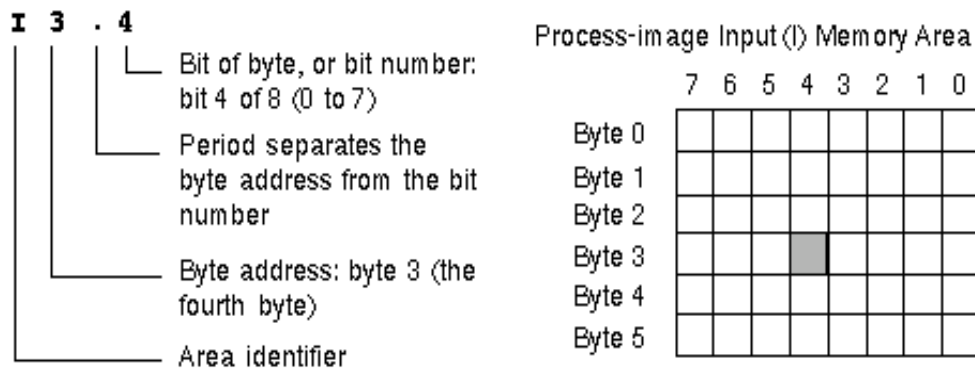 I 3 . 4
Bit of byte, or bit number:
bit 4 of 8 (0 to 7)
Period separates the
byte address from the bit
number
Byte address: byte 3 (the
fourth byte)
Area identifier
Process-image Input (I) Memory Area
7 6 5 4 3 2 1 0
Byte 0
Byte 1
Byte 2
Byte 3
Byte 4
Byte 5